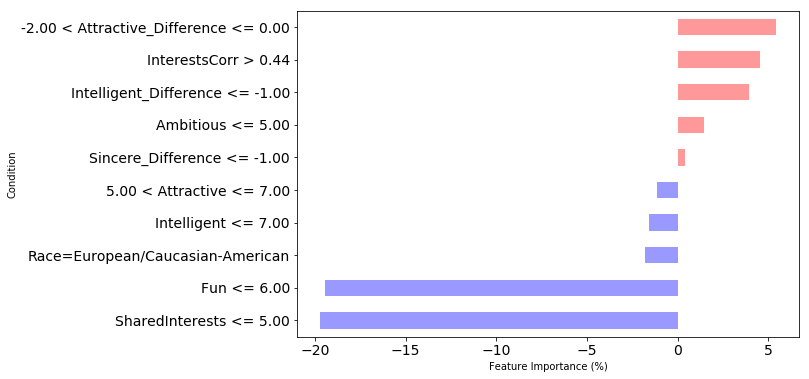 -2.00 < Attractive_Difference <= 0.00
InterestsCorr > 0.44
Intelligent_Difference <= -1.00
Ambitious <= 5.00
Sincere_Difference <= -1.00
5.00 < Attractive <= 7.00
Intelligent <= 7.00
Race=European/Caucasian-American
Fun <= 6.00
SharedInterests <= 5.00
Condition
−20 −15 −10 −5 0 5
Feature Importance (%)